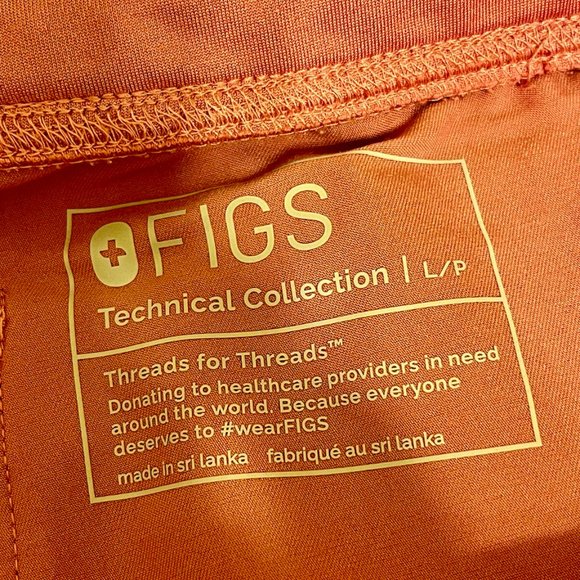 FIGS
Technical Collection | L/P
Threads for Threads™
Donating to healthcare providers in need
around the world. Because everyone
deserves to #wearFIGS
made in sri lanka fabriqué au sri lanka